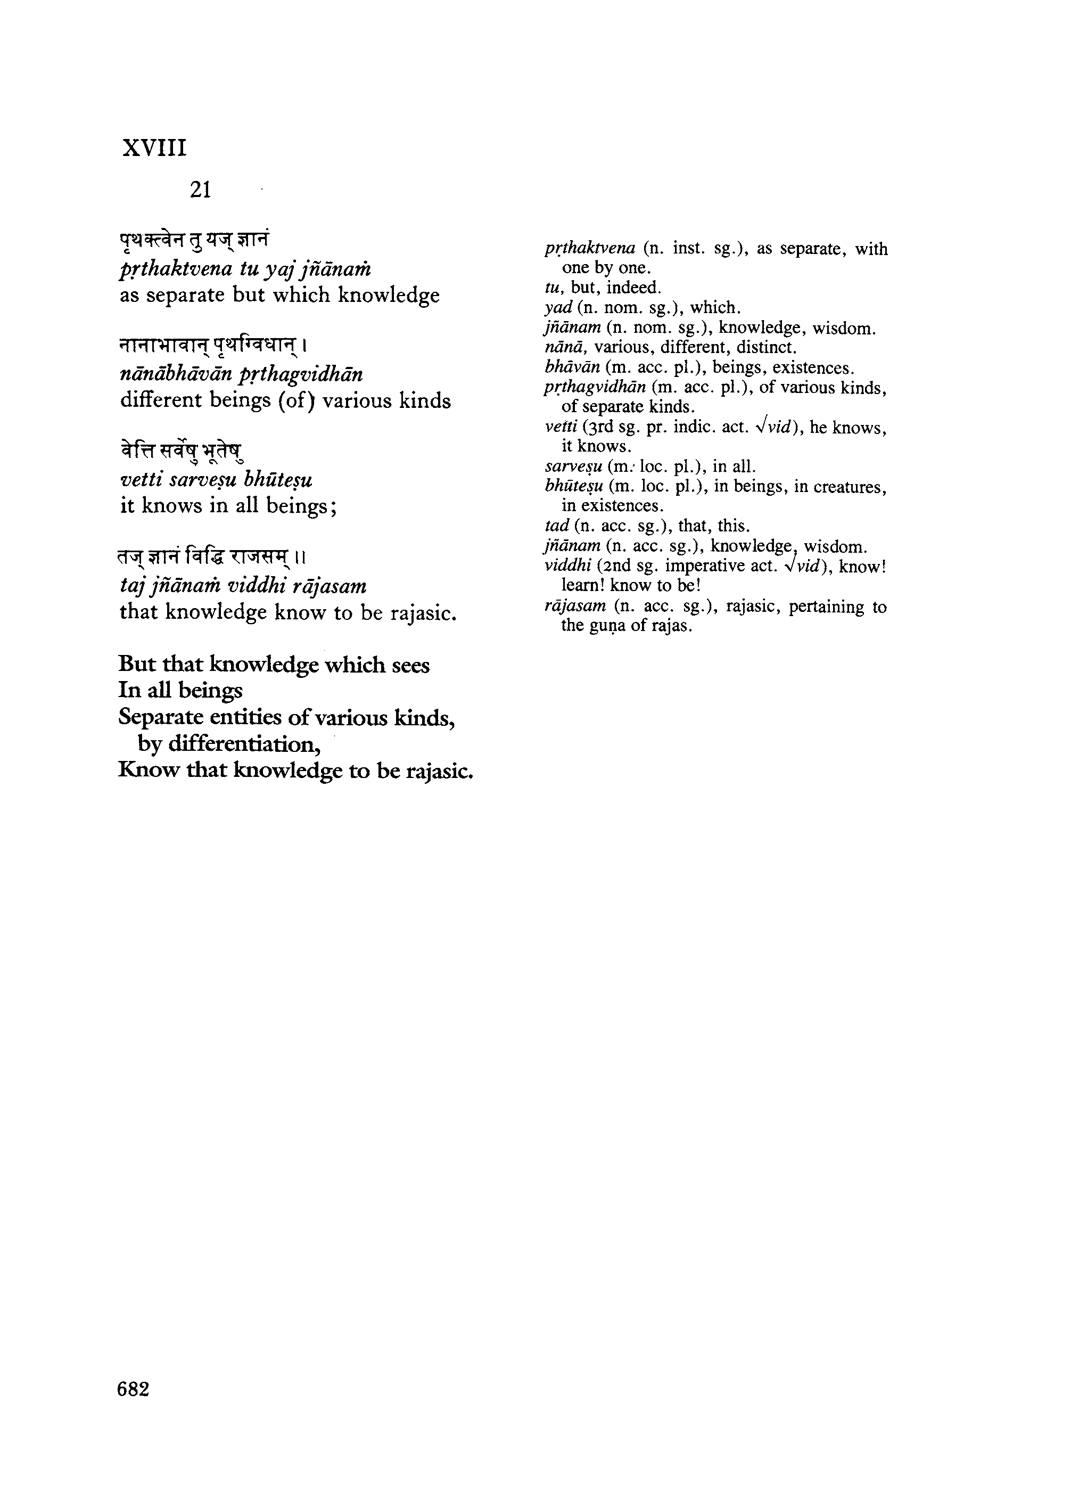 XVIII
21
पृथक्त्वेन तु यज् ज्ञानं
pṛthaktvena tu yaj jñānaṁ
as separate but which knowledge
नानाभावान् पृथग्विधान् ।
nānābhāvān pṛthagvidhān
different beings (of) various kinds
वेत्ति सर्वेषु भूतेषु
vetti sarveṣu bhūteṣu
it knows in all beings;
तज् ज्ञानं विद्धि राजसम् ॥
taj jñānaṁ viddhi rājasam
that knowledge know to be rajasic.
But that knowledge which sees
In all beings
Separate entities of various kinds,
by differentiation,
Know that knowledge to be rajasic.
pṛthaktvena (n. inst. sg.), as separate, with
one by one.
tu, but, indeed.
yad (n. nom. sg.), which.
jñānam (n. nom. sg.), knowledge, wisdom.
nānā, various, different, distinct.
bhāvān (m. acc. pl.), beings, existences.
pṛthagvidhān (m. acc. pl.), of various kinds,
of separate kinds.
vetti (3rd sg. pr. indic. act. √vid), he knows,
it knows.
sarveṣu (m. loc. pl.), in all.
bhūteṣu (m. loc. pl.), in beings, in creatures,
in existences.
tad (n. acc. sg.), that, this.
jñānam (n. acc. sg.), knowledge, wisdom.
viddhi (2nd sg. imperative act. √vid), know!
learn! know to be!
rājasam (n. acc. sg.), rajasic, pertaining to
the guṇa of rajas.
682